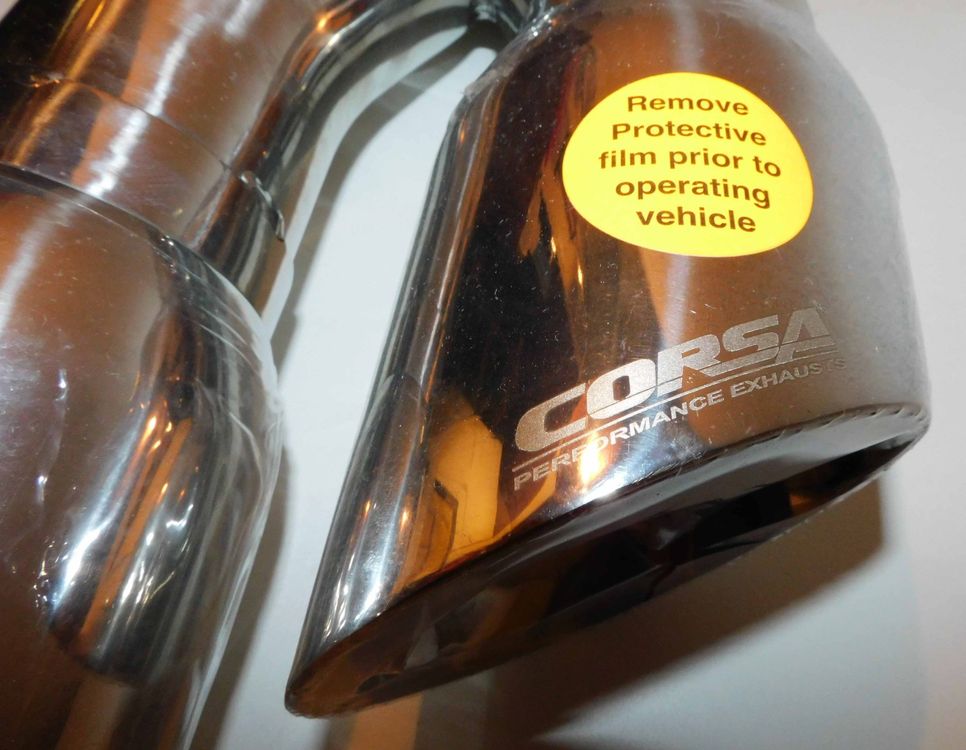 Remove
Protective
film prior to
operating
vehicle
CORSA
PERFORMANCE EXHAUSTS